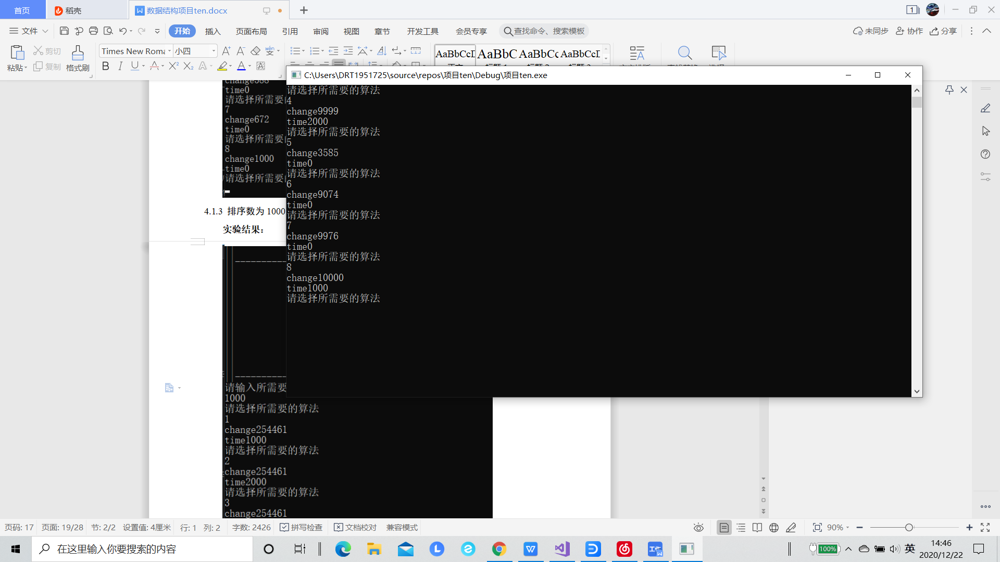 首页
稻壳
数据结构项目ten.docx
1
文件
开始
插入
页面布局
引用
审阅
视图
章节
开发工具
会员专享
查找命令、搜索模板
未同步
协作
分享
粘贴
剪切
复制
格式刷
Times New Roma
小四
AaBbCcD
AaBbC
AaBbCc
AaBbCcD
C:\Users\DRT1951725\source\repos\项目ten\Debug\项目ten.exe
change388
time0
请选择所需要
7
change672
time0
请选择所需要
8
change1000
time0
请选择所需要
4.1.3 排序数为 1000
实验结果：
请输入所需要
1000
请选择所需要的算法
1
change254461
time1000
请选择所需要的算法
2
change254461
time2000
请选择所需要的算法
3
change254461
请选择所需要的算法
4
change9999
time2000
请选择所需要的算法
5
change3585
time0
请选择所需要的算法
6
change9074
time0
请选择所需要的算法
7
change9976
time0
请选择所需要的算法
8
change10000
time1000
请选择所需要的算法
页码: 17
页面: 19/28
节: 2/2
设置值: 4厘米
行: 1
列: 2
字数: 2426
拼写检查
文档校对
兼容模式
90%
在这里输入你要搜索的内容
100%
英
14:46
2020/12/22